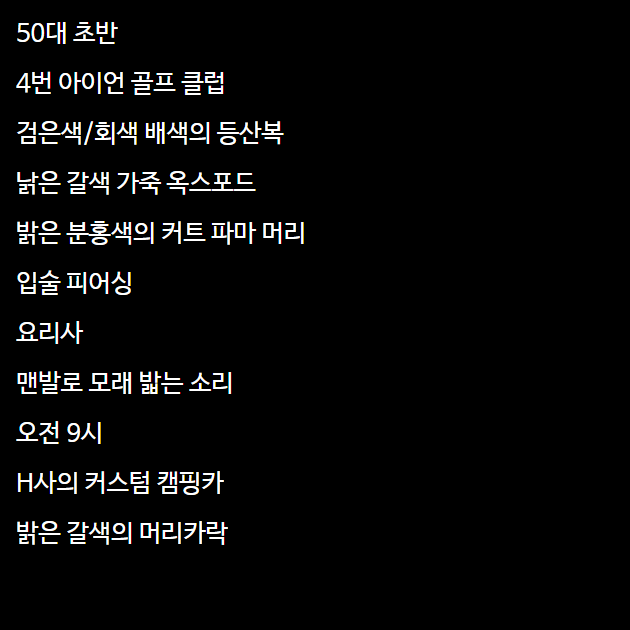 50대 초반
4번 아이언 골프 클럽
검은색/회색 배색의 등산복
낡은 갈색 가죽 옥스포드
밝은 분홍색의 커트 파마 머리
입술 피어싱
요리사
맨발로 모래 밟는 소리
오전 9시
H사의 커스텀 캠핑카
밝은 갈색의 머리카락